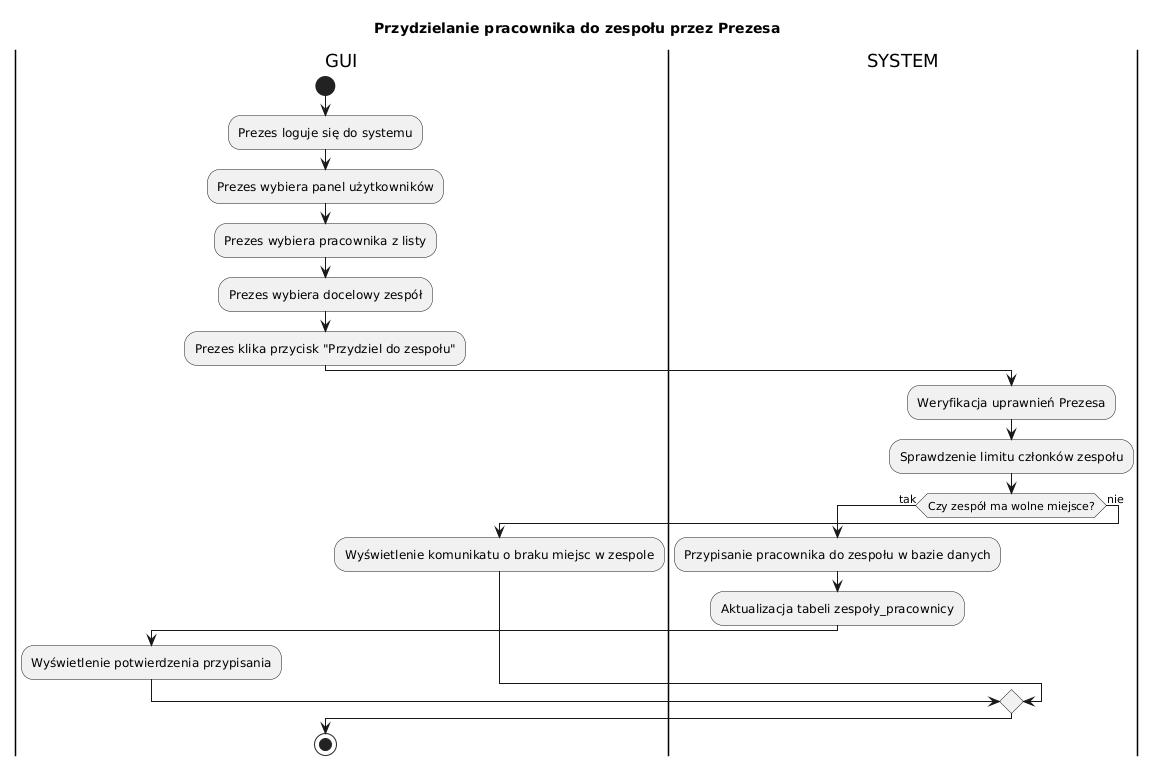 Przydzielanie pracownika do zespołu przez Prezesa
GUI
SYSTEM
Prezes loguje się do systemu
Prezes wybiera panel użytkowników
Prezes wybiera pracownika z listy
Prezes wybiera docelowy zespół
Prezes klika przycisk "Przydziel do zespołu"
Weryfikacja uprawnień Prezesa
Sprawdzenie limitu członków zespołu
tak
Czy zespół ma wolne miejsce?
nie
Wyświetlenie komunikatu o braku miejsc w zespole
Przypisanie pracownika do zespołu w bazie danych
Aktualizacja tabeli zespoły_pracownicy
Wyświetlenie potwierdzenia przypisania